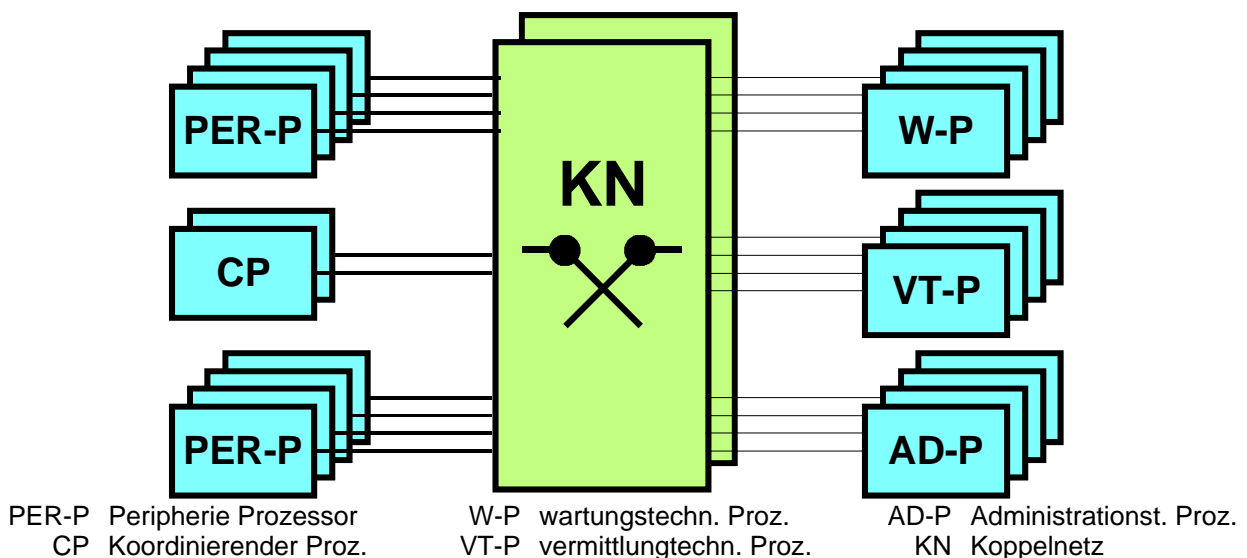 PER-P
W-P
KN
CP
VT-P
PER-P
AD-P
PER-P Peripherie Prozessor
W-P wartungstechn. Proz.
AD-P Administrationst. Proz.
CP Koordinierender Proz.
VT-P vermittlungtechn. Proz.
KN Koppelnetz